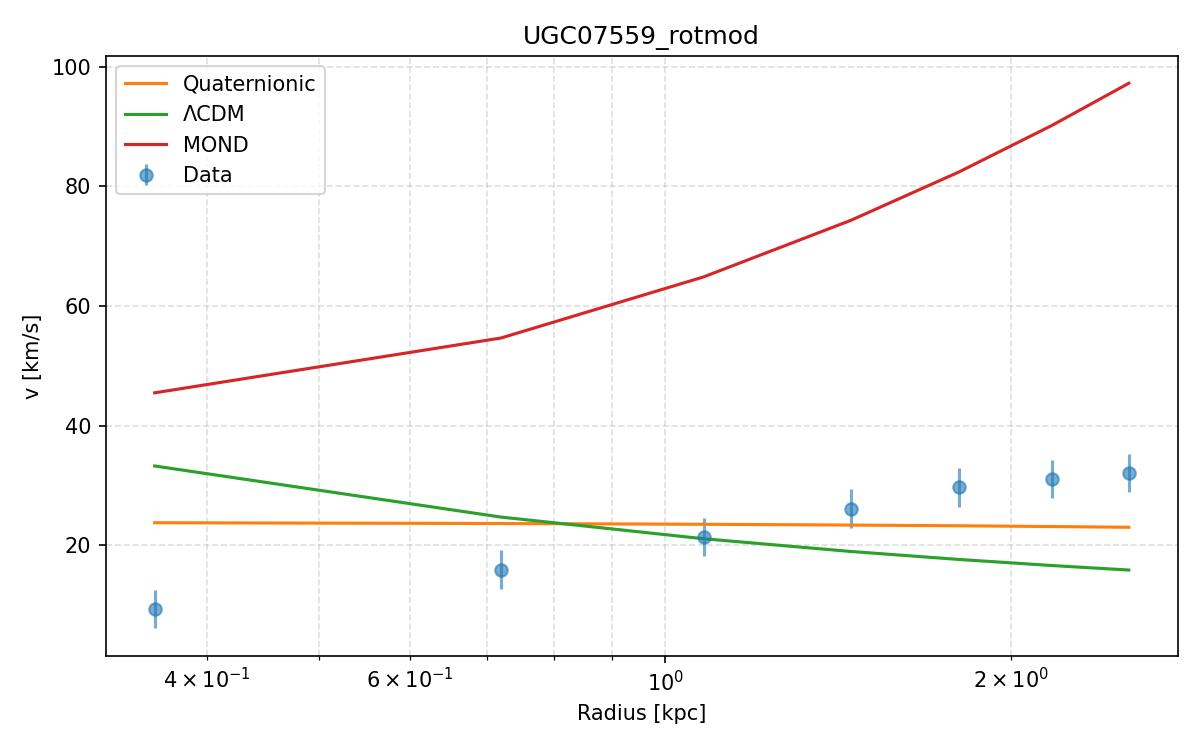 UGC07559_rotmod
Quaternionic
ΛCDM
MOND
Data
100
80
60
40
20
v [km/s]
4 × 10⁻¹
6 × 10⁻¹
10⁰
2 × 10⁰
Radius [kpc]